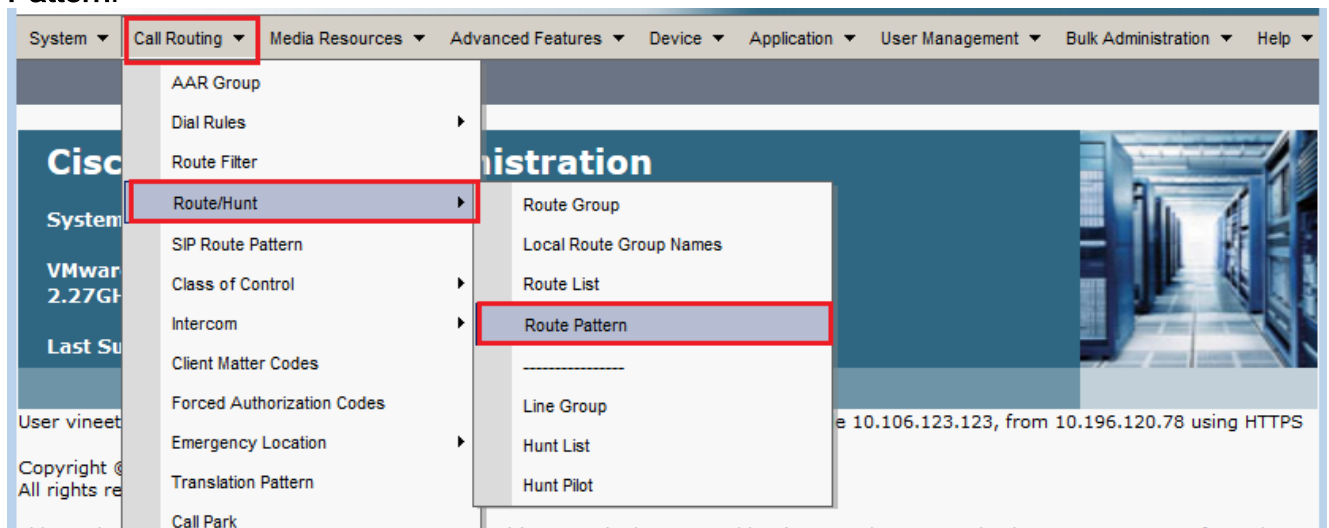 System ▼ Call Routing ▼ Media Resources ▼ Advanced Features ▼ Device ▼ Application ▼ User Management ▼ Bulk Administration ▼ Help ▼
AAR Group
Dial Rules
Route Filter
Route/Hunt
SIP Route Pattern
Class of Control
Intercom
Client Matter Codes
Forced Authorization Codes
Emergency Location
Translation Pattern
Call Park
Route Group
Local Route Group Names
Route List
Route Pattern
----------------
Line Group
Hunt List
Hunt Pilot
Cisc
nistration
System
VMwar
2.27GH
Last Su
User vineet
e 10.106.123.123, from 10.196.120.78 using HTTPS
Copyright ©
All rights re